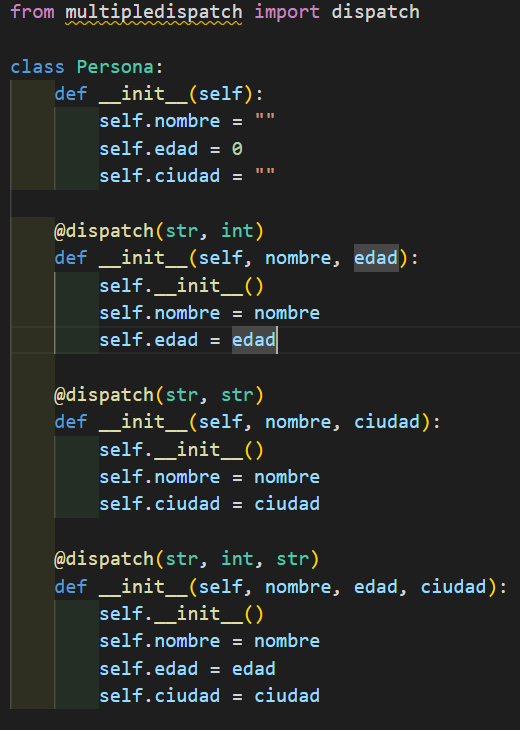 from multipledispatch import dispatch
class Persona:
    def __init__(self):
        self.nombre = ""
        self.edad = 0
        self.ciudad = ""
    @dispatch(str, int)
    def __init__(self, nombre, edad):
        self.__init__()
        self.nombre = nombre
        self.edad = edad
    @dispatch(str, str)
    def __init__(self, nombre, ciudad):
        self.__init__()
        self.nombre = nombre
        self.ciudad = ciudad
    @dispatch(str, int, str)
    def __init__(self, nombre, edad, ciudad):
        self.__init__()
        self.nombre = nombre
        self.edad = edad
        self.ciudad = ciudad